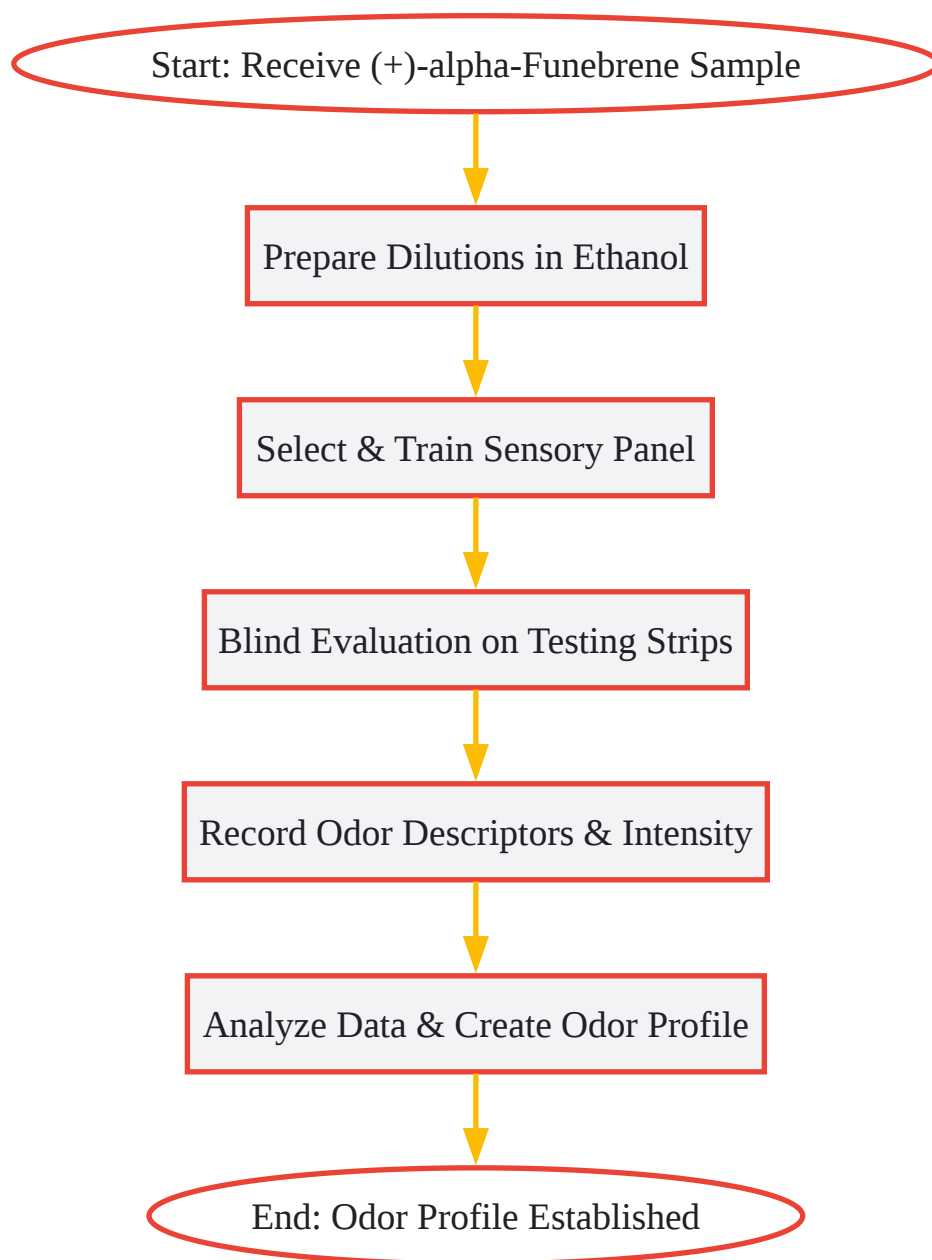 Start: Receive (+)-alpha-Funebrene Sample
Prepare Dilutions in Ethanol
Select & Train Sensory Panel
Blind Evaluation on Testing Strips
Record Odor Descriptors & Intensity
Analyze Data & Create Odor Profile
End: Odor Profile Established